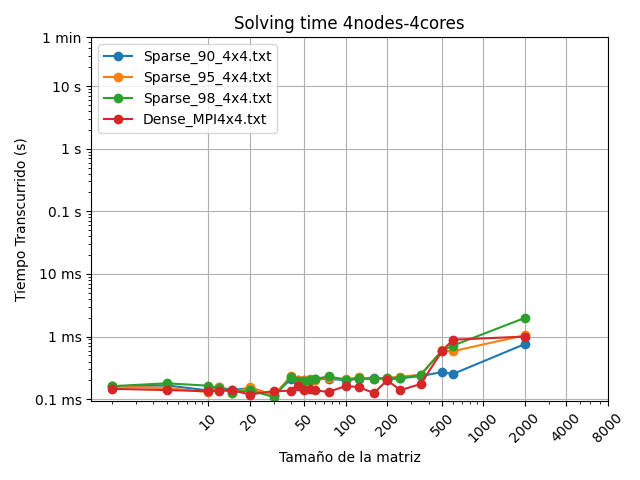 Solving time 4nodes-4cores
Sparse_90_4x4.txt
Sparse_95_4x4.txt
Sparse_98_4x4.txt
Dense_MPI4x4.txt
Tiempo Transcurrido (s)
1 min
10 s
1 s
0.1 s
10 ms
1 ms
0.1 ms
10
20
50
100
200
500
1000
2000
4000
8000
Tamaño de la matriz